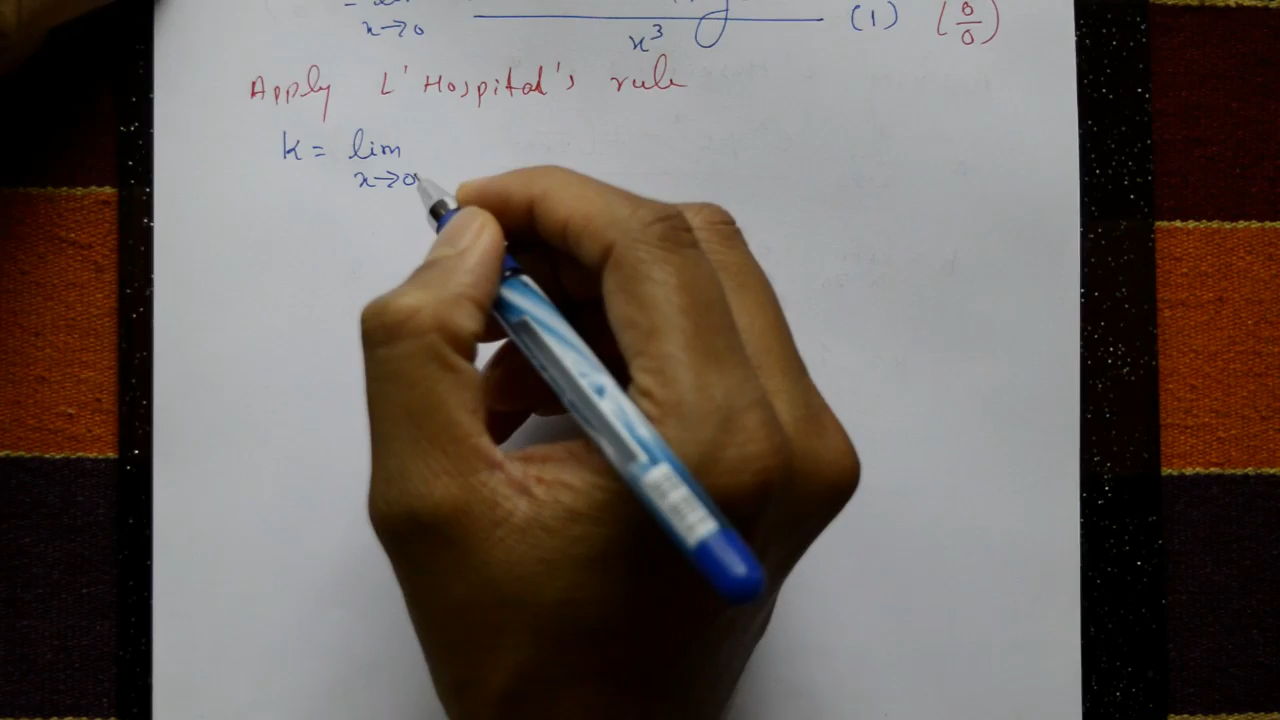 x→0 x³ (1) (0/0)
Apply L'Hospital's rule
K = lim
x→0